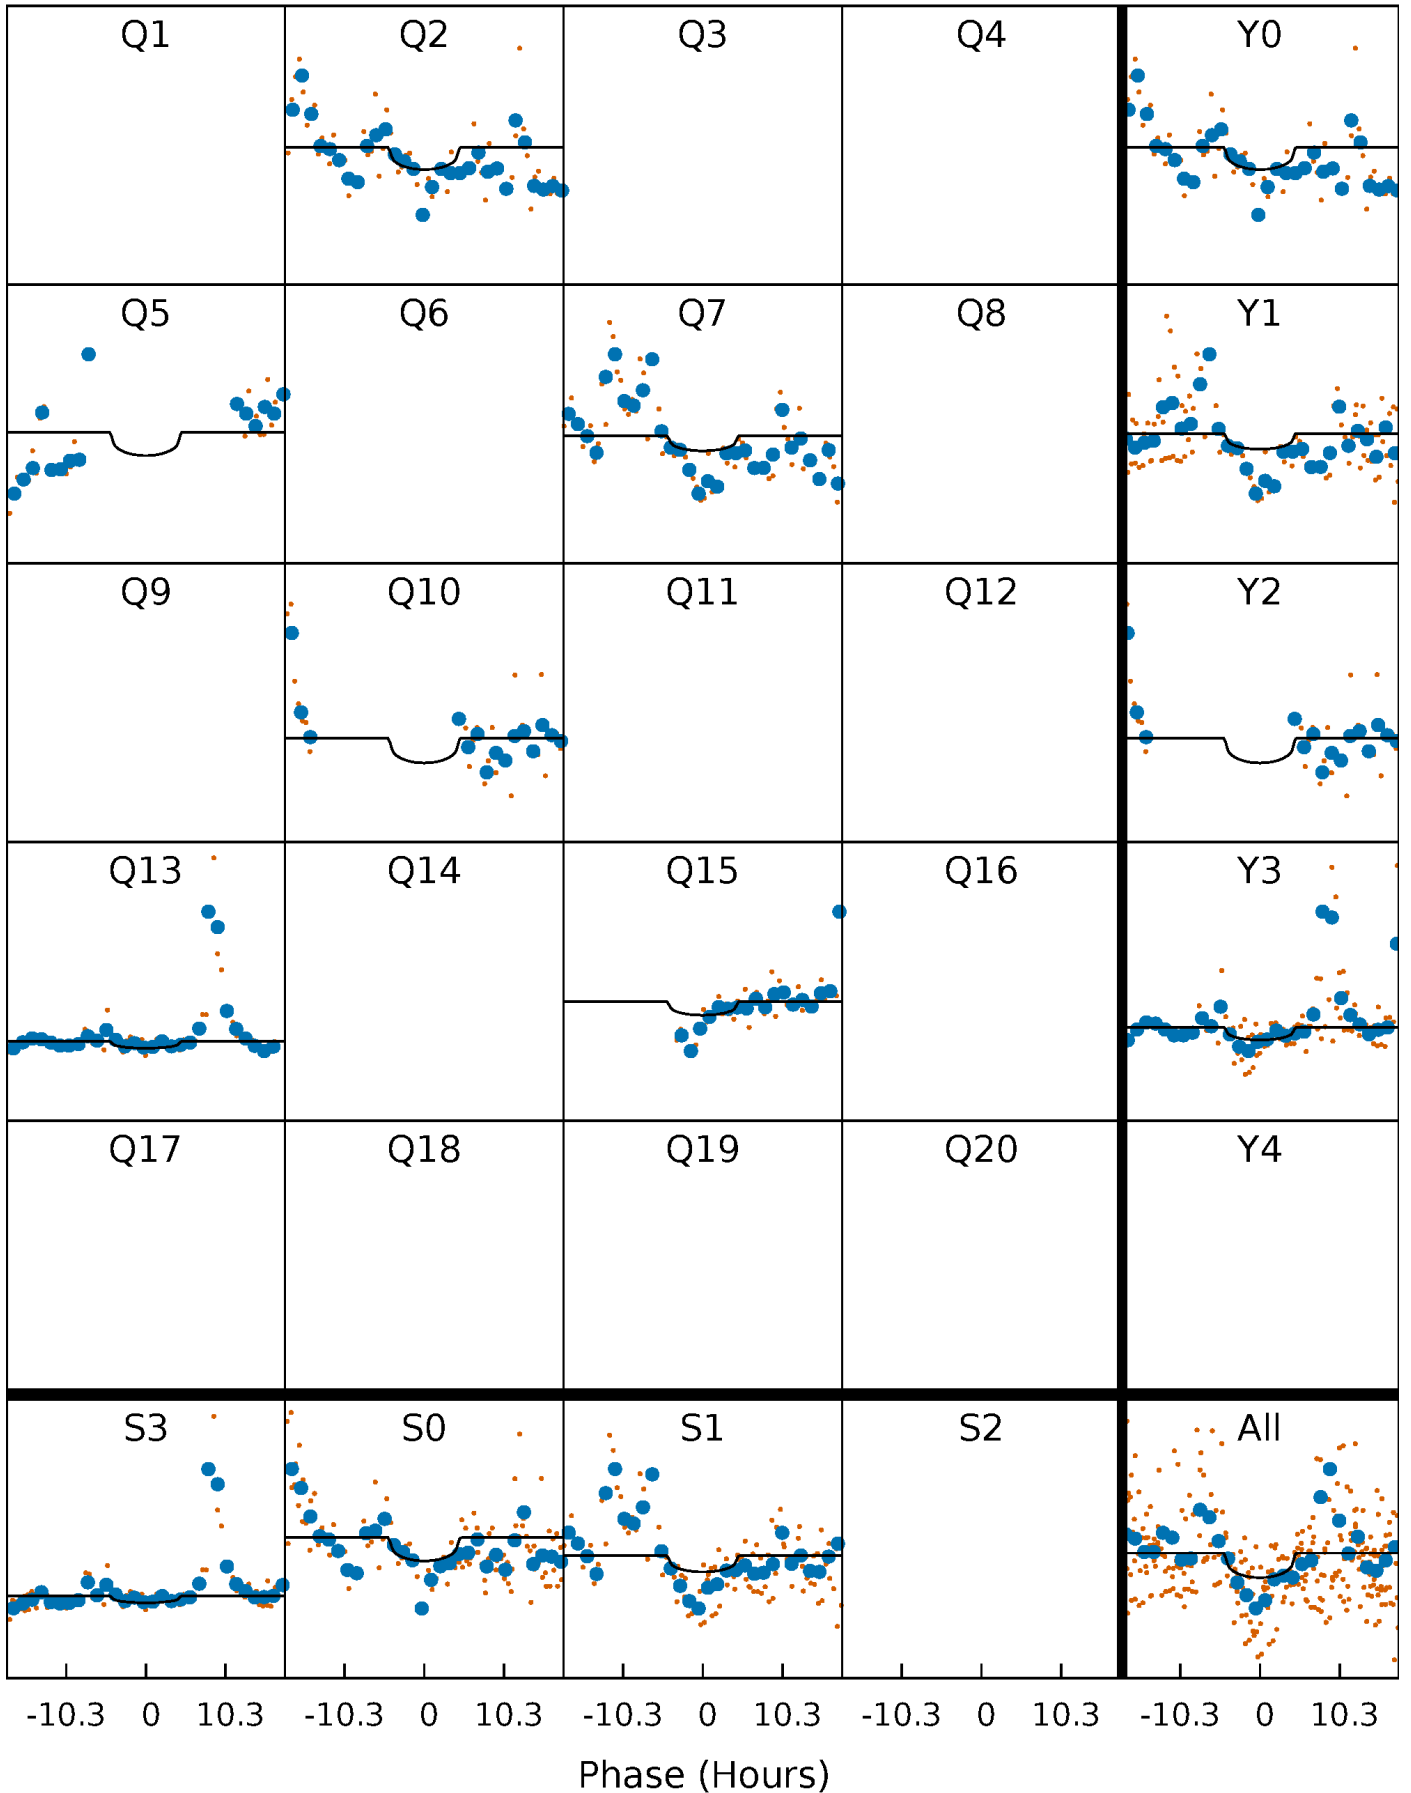 Q1 Q2 Q3 Q4 Y0
Q5 Q6 Q7 Q8 Y1
Q9 Q10 Q11 Q12 Y2
Q13 Q14 Q15 Q16 Y3
Q17 Q18 Q19 Q20 Y4
S3 S0 S1 S2 All
-10.3 0 10.3 -10.3 0 10.3 -10.3 0 10.3 -10.3 0 10.3 -10.3 0 10.3
Phase (Hours)